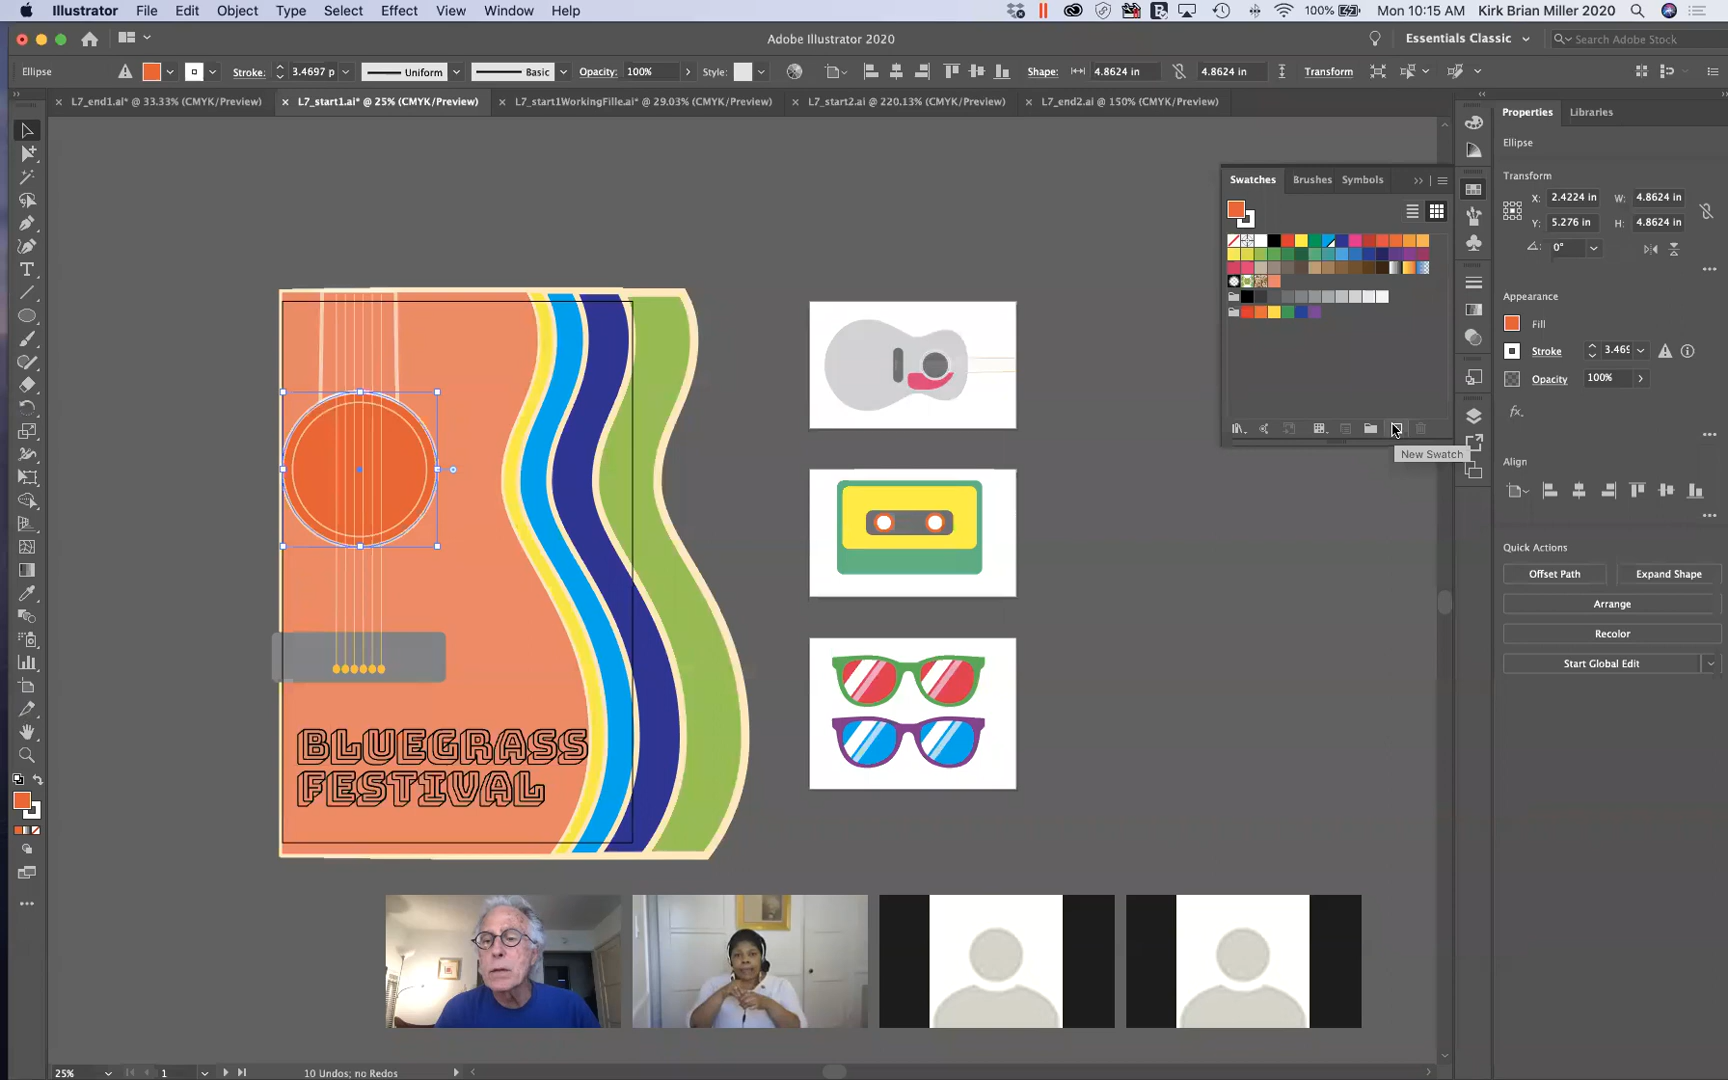 Illustrator File Edit Object Type Select Effect View Window Help 100% Mon 10:15 AM Kirk Brian Miller 2020
Adobe Illustrator 2020 Essentials Classic Search Adobe Stock
Ellipse Stroke: 3.4697 p Uniform Basic Opacity: 100% Style: Shape: 4.8624 in 4.8624 in Transform
L7_end1.aI* @ 33.33% (CMYK/Preview) L7_start1.ai* @ 25% (CMYK/Preview) L7_start1WorkingFille.ai* @ 29.03% (CMYK/Preview) L7_start2.ai @ 220.13% (CMYK/Preview) L7_end2.ai @ 150% (CMYK/Preview)
Properties Libraries
Ellipse
Transform
X: 2.4224 in W: 4.8624 in
Y: 5.276 in H: 4.8624 in
0°
Appearance
Fill
Stroke 3.469
Opacity 100%
fx.
Align
Quick Actions
Offset Path Expand Shape
Arrange
Recolor
Start Global Edit
Swatches Brushes Symbols
New Swatch
BLUEGRASS
FESTIVAL
25% 1 10 Undos; no Redos